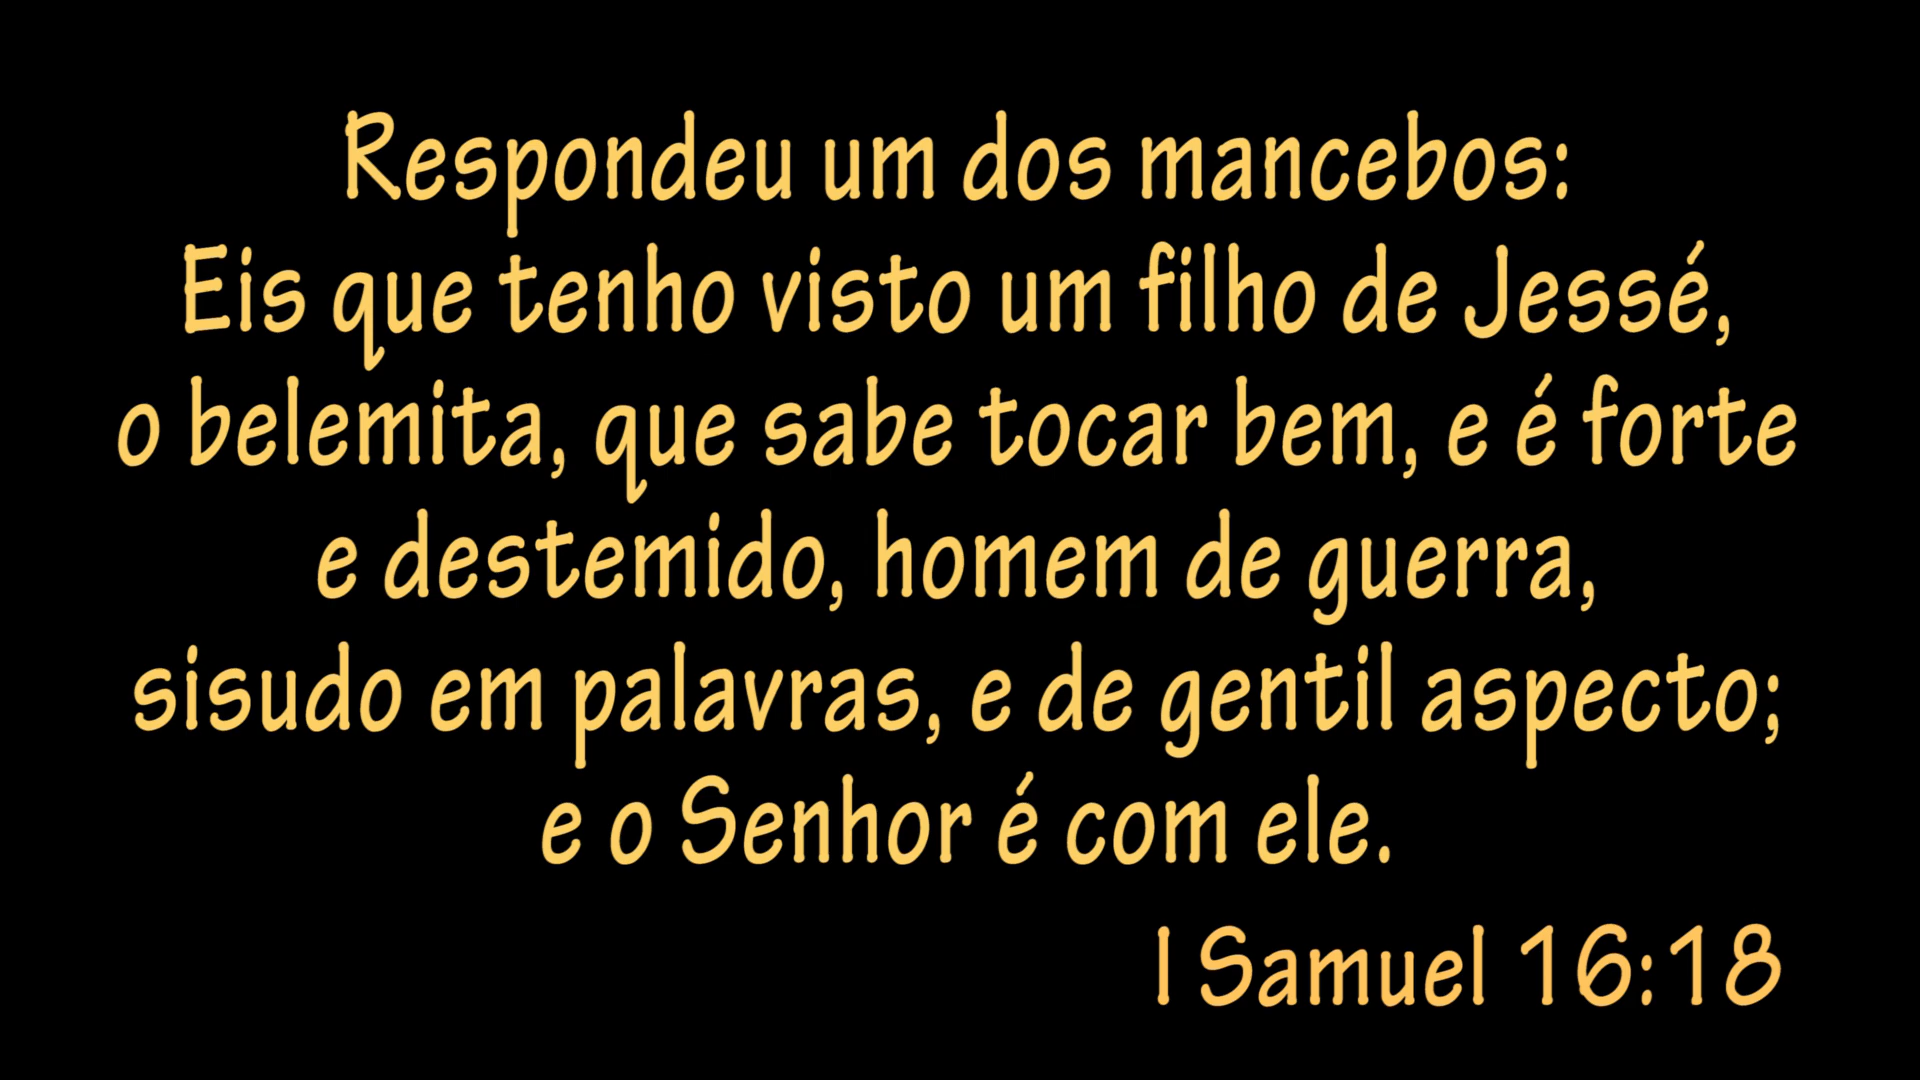 Respondeu um dos mancebos:
Eis que tenho visto um filho de Jessé,
o belemita, que sabe tocar bem, e é forte
e destemido, homem de guerra,
sisudo em palavras, e de gentil aspecto;
e o Senhor é com ele.
I Samuel 16:18